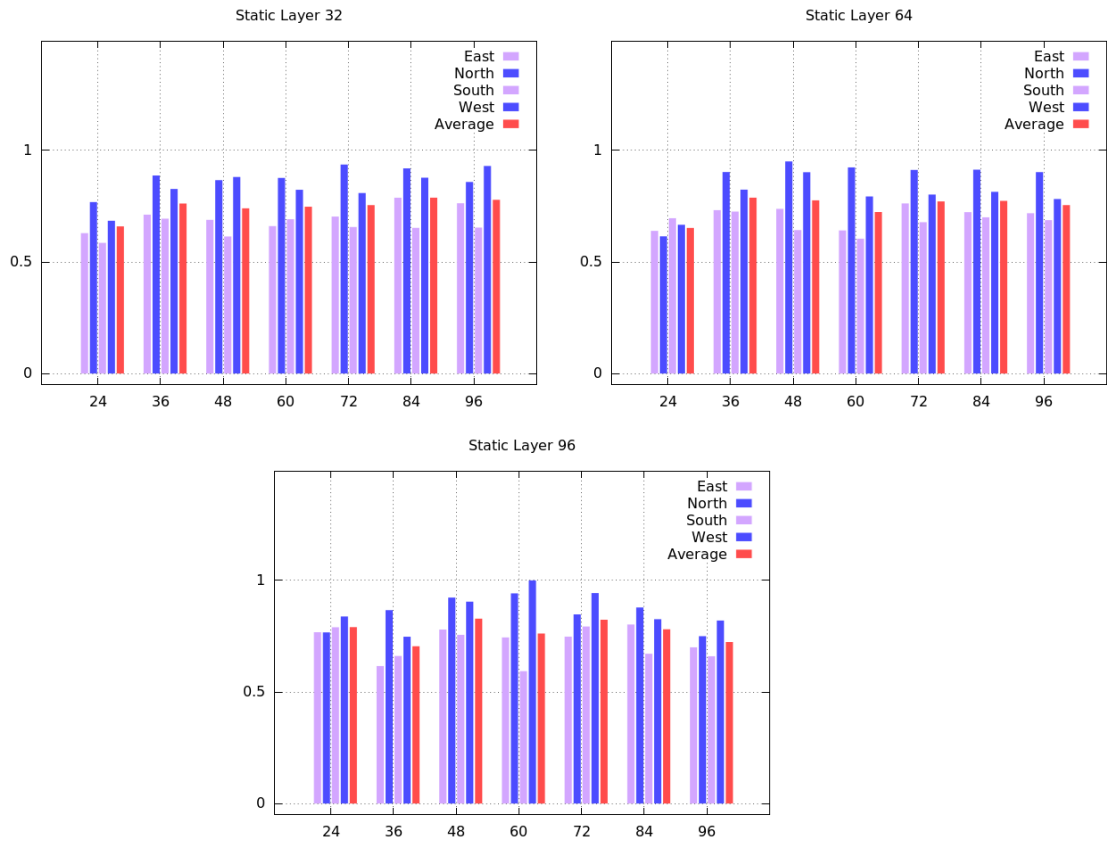 Static Layer 32
East
North
South
West
Average
1
0.5
0
24 36 48 60 72 84 96
Static Layer 64
East
North
South
West
Average
1
0.5
0
24 36 48 60 72 84 96
Static Layer 96
East
North
South
West
Average
1
0.5
0
24 36 48 60 72 84 96